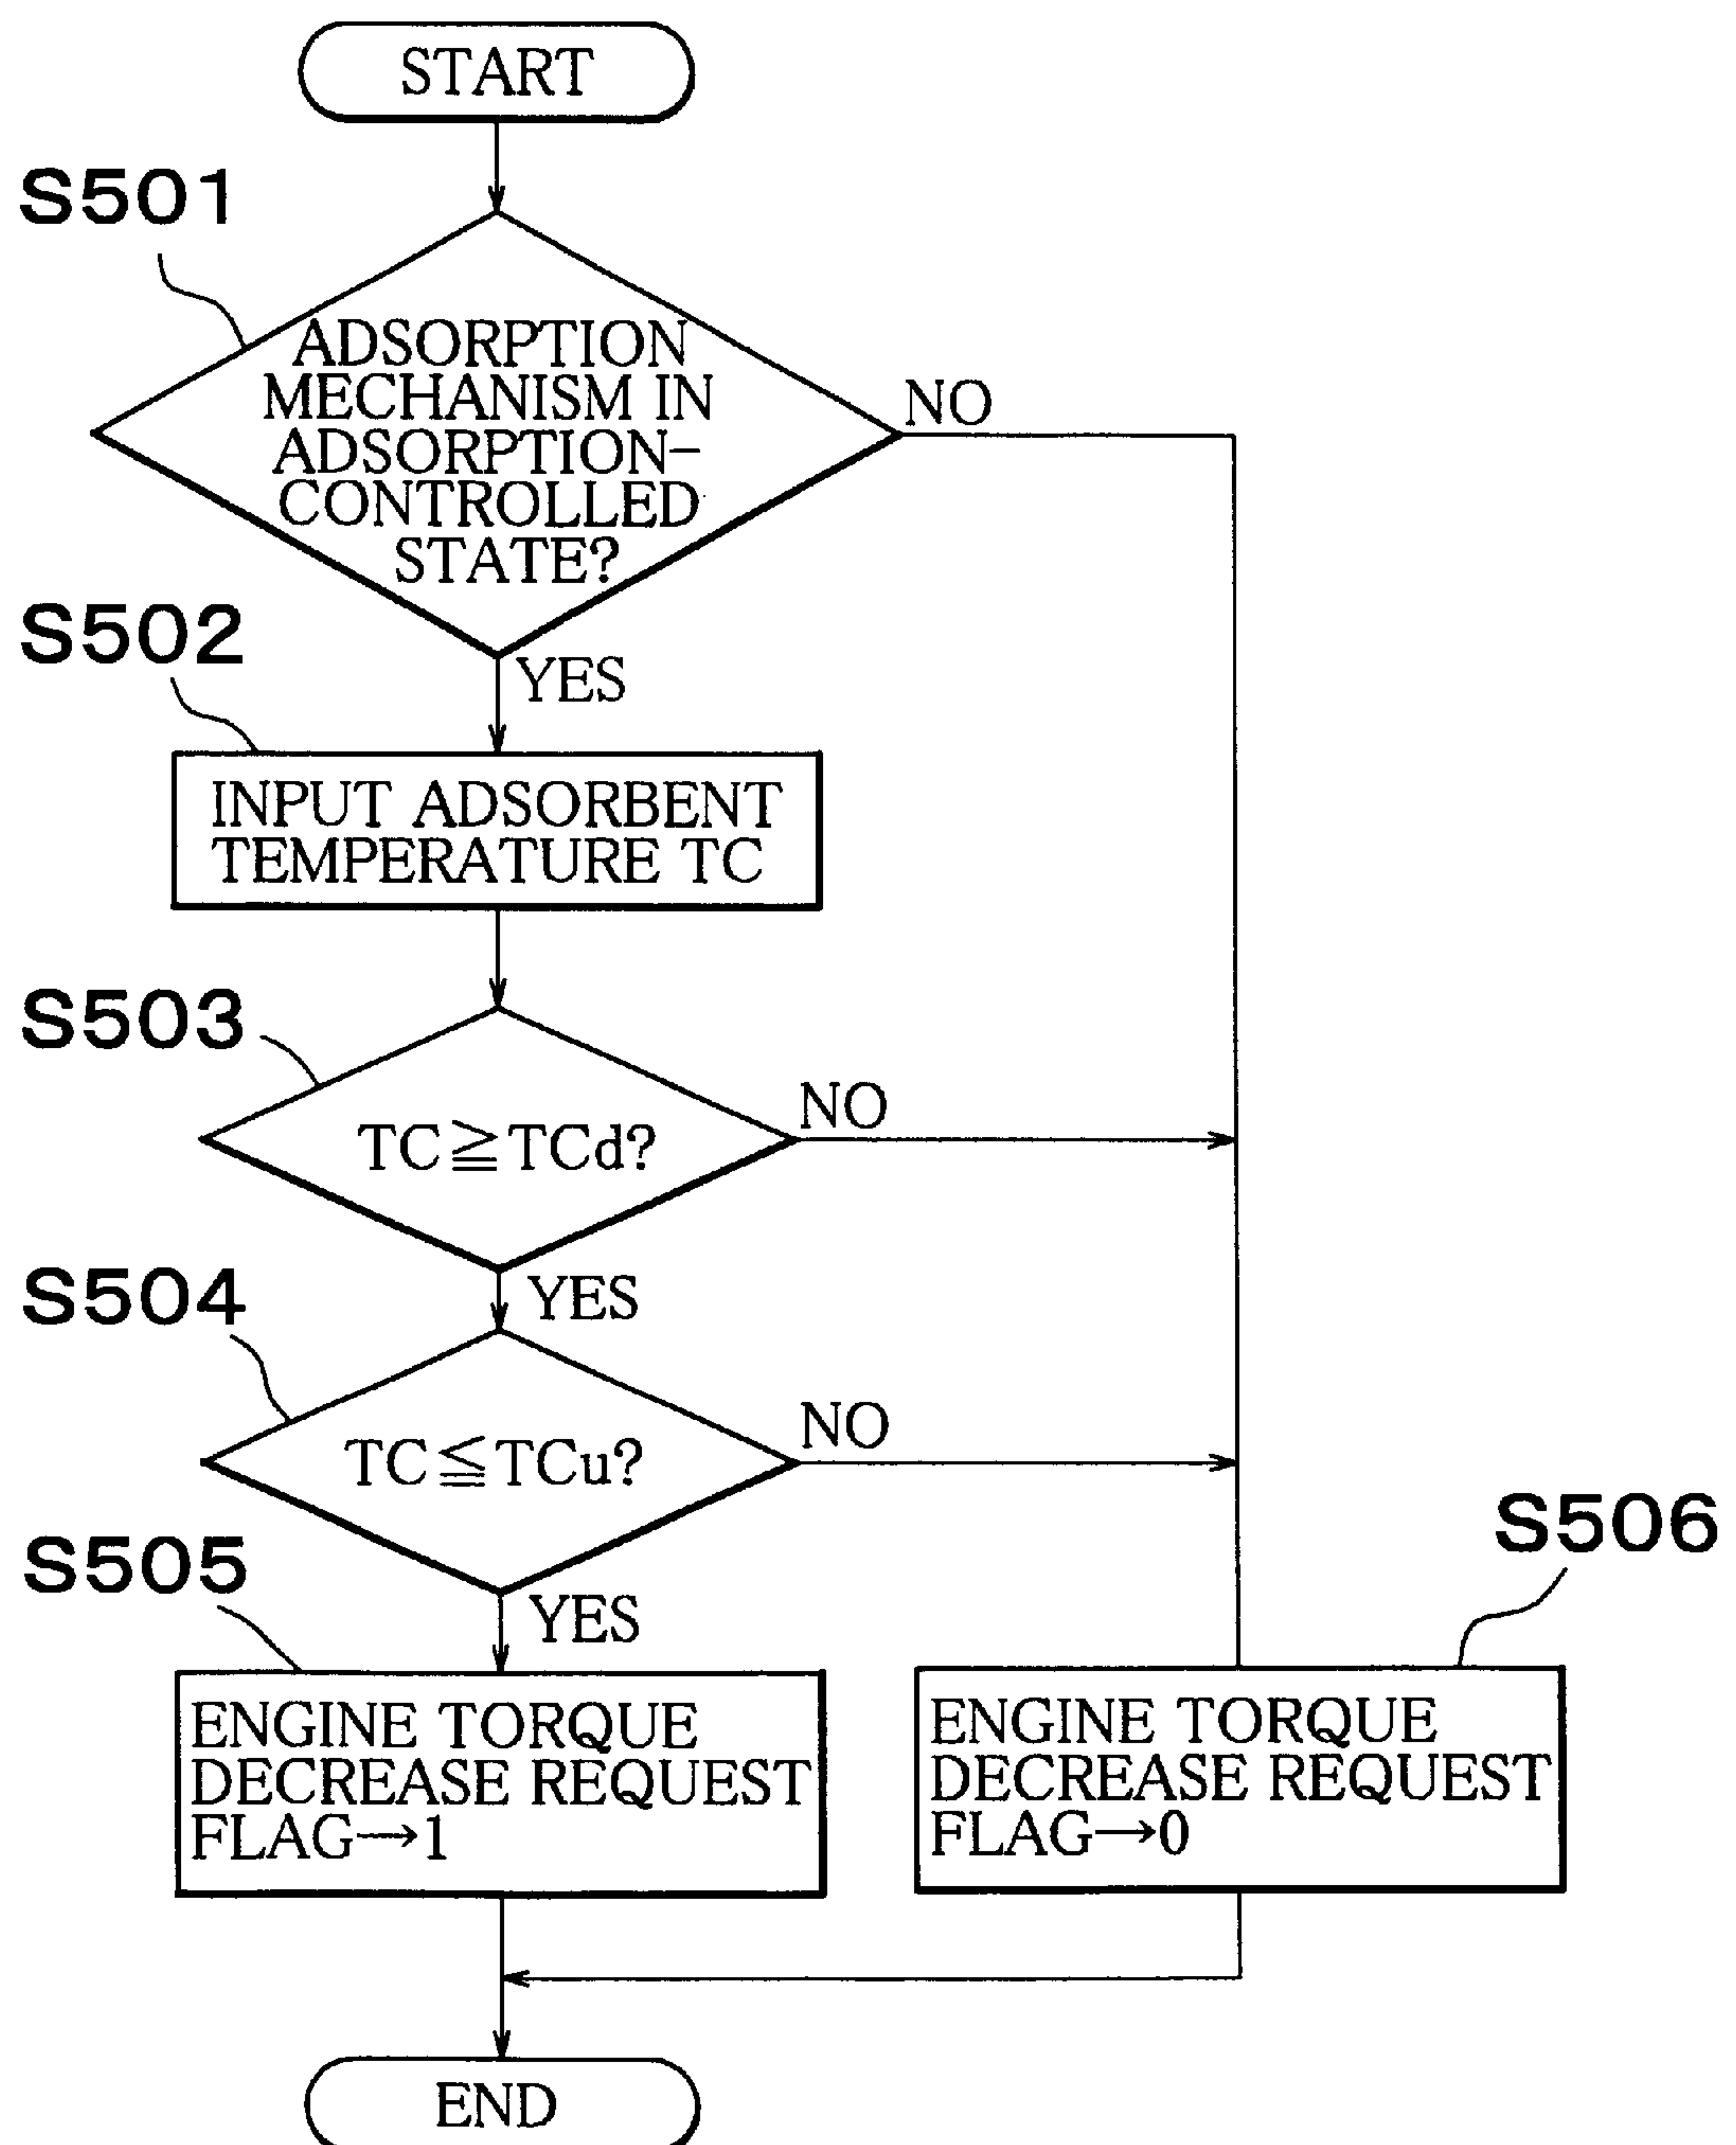 START
S501
ADSORPTION
MECHANISM IN
ADSORPTION-
CONTROLLED
STATE?
NO
YES
S502
INPUT ADSORBENT
TEMPERATURE TC
S503
TC≧TCd?
NO
YES
S504
TC≦TCu?
NO
YES
S505
ENGINE TORQUE
DECREASE REQUEST
FLAG→1
S506
ENGINE TORQUE
DECREASE REQUEST
FLAG→0
END